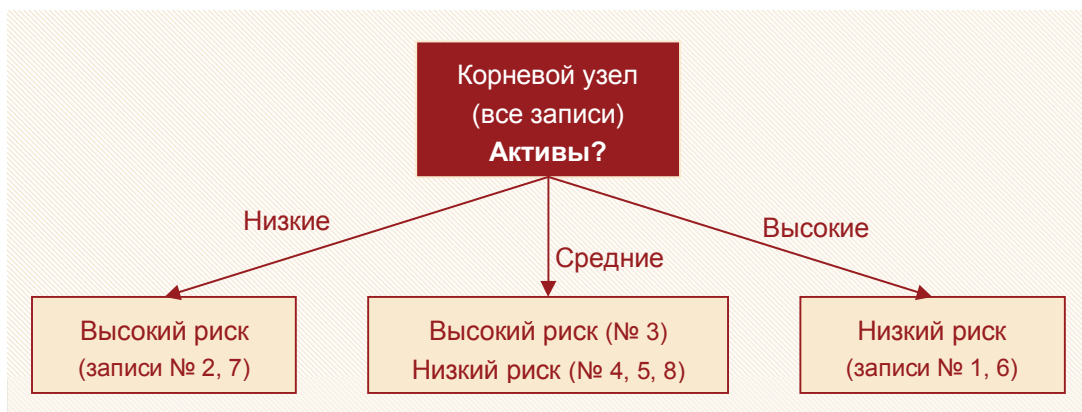 Корневой узел
(все записи)
Активы?
Низкие
Средние
Высокие
Высокий риск
(записи № 2, 7)
Высокий риск (№ 3)
Низкий риск (№ 4, 5, 8)
Низкий риск
(записи № 1, 6)